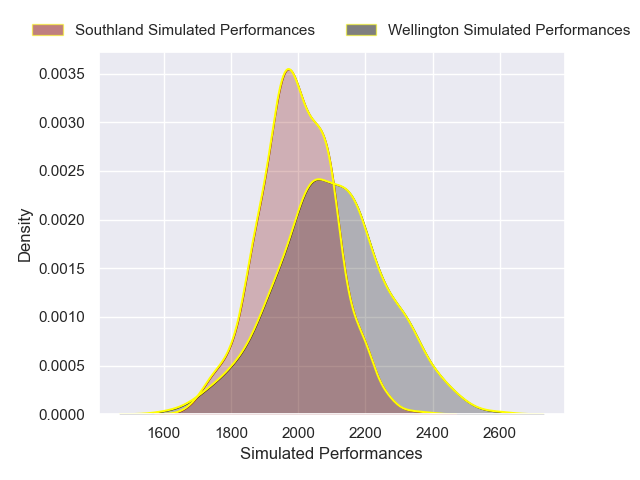 Southland Simulated Performances Wellington Simulated Performances
0.0035
0.0030
0.0025
0.0020
0.0015
0.0010
0.0005
0.0000
Density
1600 1800 2000 2200 2400 2600
Simulated Performances